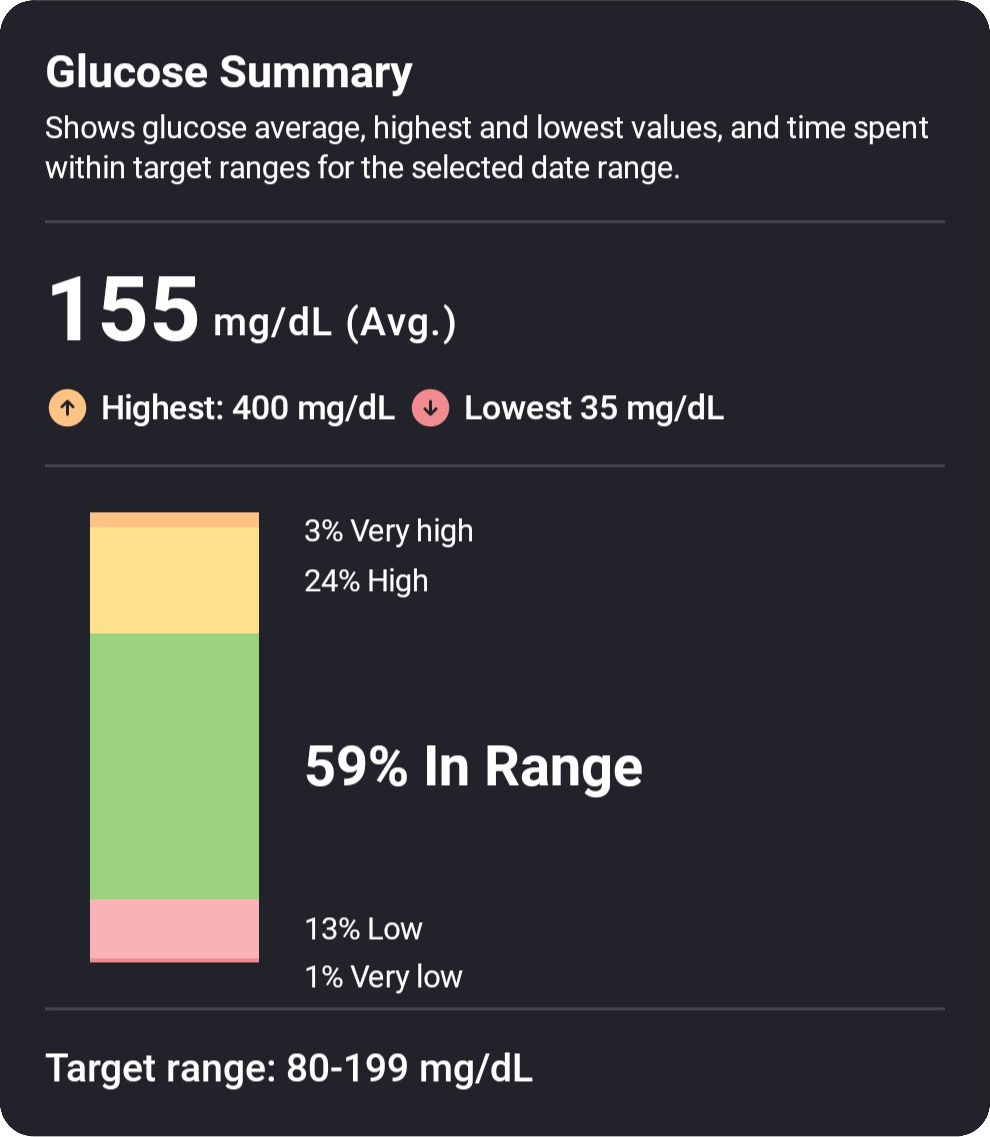 Glucose Summary
Shows glucose average, highest and lowest values, and time spent
within target ranges for the selected date range.
155 mg/dL (Avg.)
Highest: 400 mg/dL Lowest 35 mg/dL
3% Very high
24% High
59% In Range
13% Low
1% Very low
Target range: 80-199 mg/dL